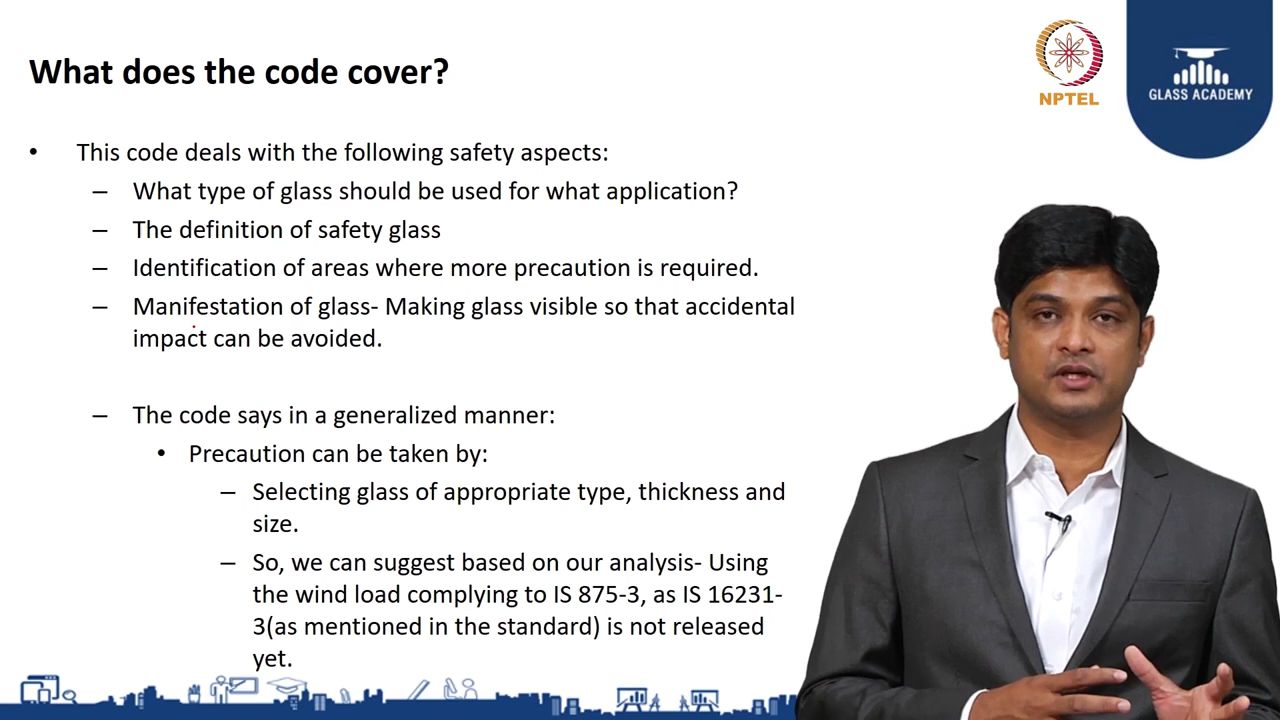 What does the code cover?
NPTEL
GLASS ACADEMY
• This code deals with the following safety aspects:
– What type of glass should be used for what application?
– The definition of safety glass
– Identification of areas where more precaution is required.
– Manifestation of glass- Making glass visible so that accidental
impact can be avoided.
– The code says in a generalized manner:
• Precaution can be taken by:
– Selecting glass of appropriate type, thickness and
size.
– So, we can suggest based on our analysis- Using
the wind load complying to IS 875-3, as IS 16231-
3(as mentioned in the standard) is not released
yet.